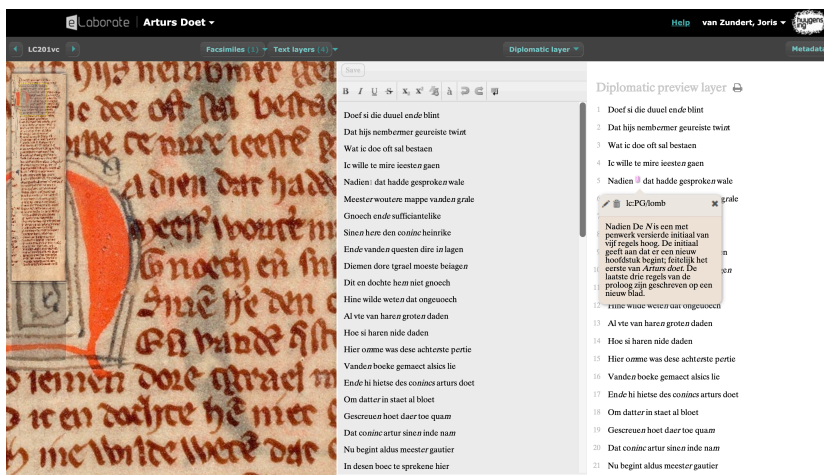 eLaborate Arturs Doet
Help van Zundert, Joris huygens ing
LC201vc Facsimiles (1) Text layers (4) Diplomatic layer Metadata
Save
B I U S
Doef si die duuel ende blint
Dat hijs nembermer geureiste twint
Wat ic doe oft sal bestaen
Ic wille te mire ieesten gaen
Nadien dat hadde gesproken wale
Meester woutere mappe vanden grale
Gnoech ende sufficiantelike
Sinen here den coninc heinrike
Ende vanden questen dire in lagen
Diemen dore tgrael moeste beiagen
Dit en dochte hem niet gnoech
Hine wilde weten dat ongeuoech
Al vte van haren groten daden
Hoe si haren nide daden
Hier omme was dese achterste pertie
Vanden boeke gemaect alsics lie
Ende hi hietse des conincs arturs doet
Om datter in staet al bloet
Gescreuen hoet daer toe quam
Dat coninc artur sinen inde nam
Nu begint aldus meester gautier
In desen boec te sprekene hier
Diplomatic preview layer
1 Doef si die duuel ende blint
2 Dat hijs nembermer geureiste twint
3 Wat ic doe oft sal bestaen
4 Ic wille te mire ieesten gaen
5 Nadien dat hadde gesproken wale
grale
lc:PG/lomb
Nadien De N is een met
penwerk versierde initiaal van
vijf regels hoog. De initiaal
geeft aan dat er een nieuw
hoofdstuk begint; feitelijk het
eerste van Arturs doet. De
laatste drie regels van de
proloog zijn geschreven op een
nieuw blad.
12 Hine wilde weten dat ongeuoech
13 Al vte van haren groten daden
14 Hoe si haren nide daden
15 Hier omme was dese achterste pertie
16 Vanden boeke gemaect alsics lie
17 Ende hi hietse des conincs arturs doet
18 Om datter in staet al bloet
19 Gescreuen hoet daer toe quam
20 Dat coninc artur sinen inde nam
21 Nu begint aldus meester gautier